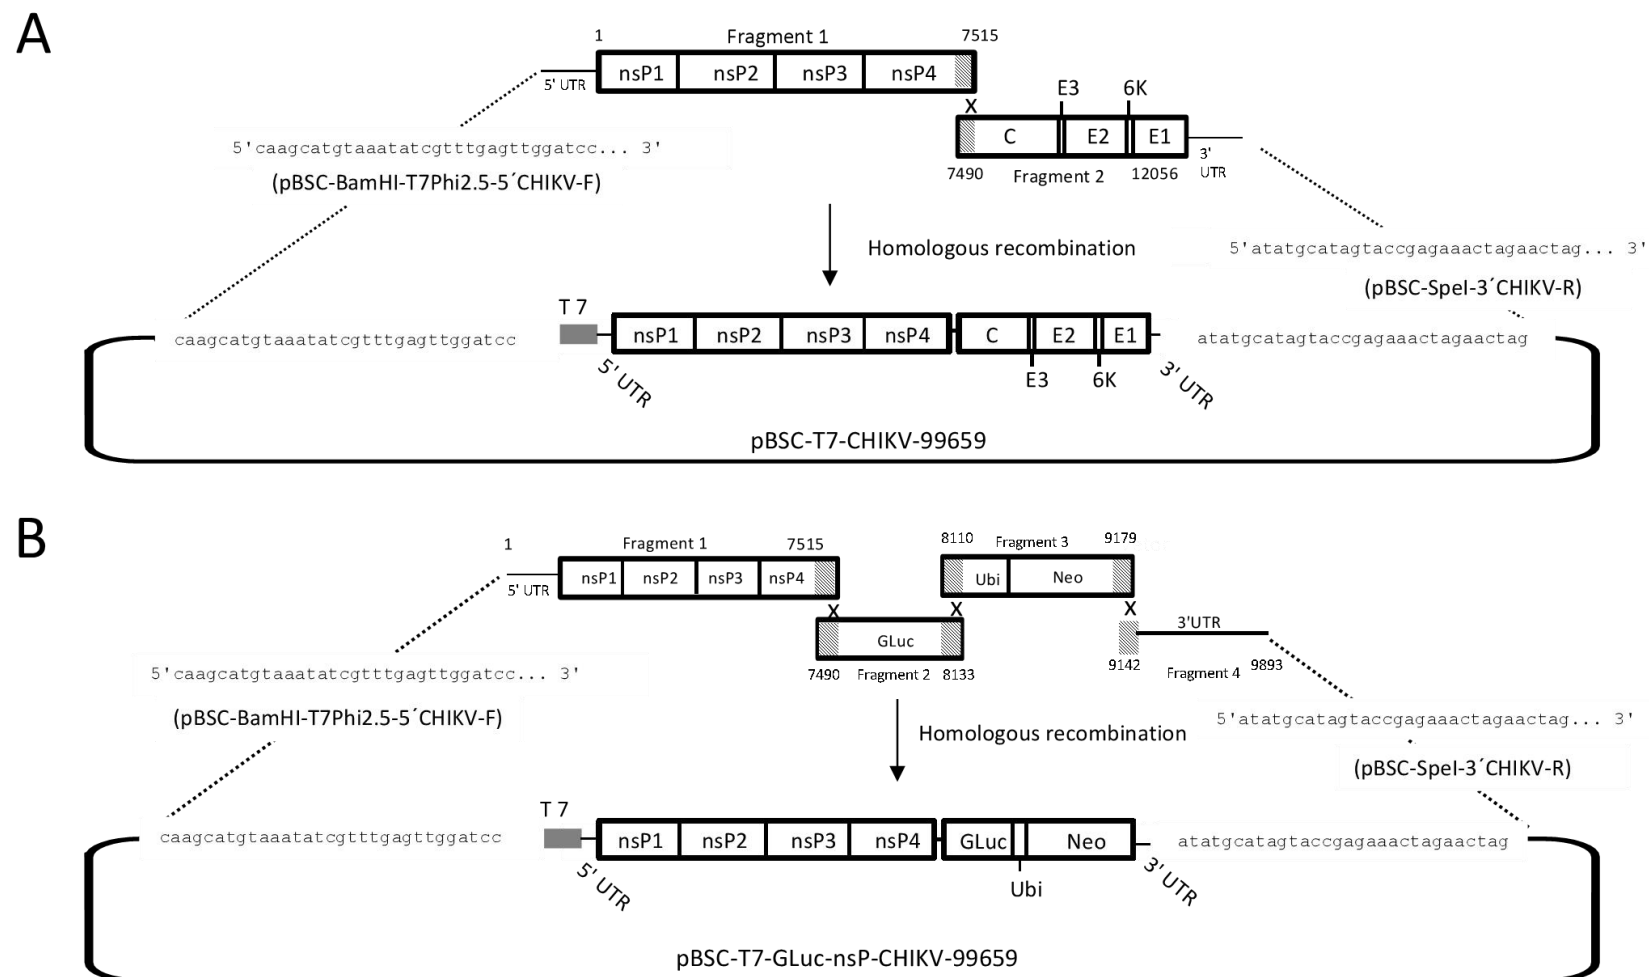 A
1 Fragment 1 7515
5' UTR nsP1 nsP2 nsP3 nsP4
E3 6K
X
C E2 E1
3' UTR
7490 Fragment 2 12056
5'caagcatgtaaatatcgtttgagttggatcc... 3'
(pBSC-BamHI-T7Phi2.5-5´CHIKV-F)
Homologous recombination
5'atatgcatagtaccgagaaactagaactag... 3'
(pBSC-SpeI-3´CHIKV-R)
T 7
caagcatgtaaatatcgtttgagttggatcc
nsP1 nsP2 nsP3 nsP4 C E2 E1
atatgcatagtaccgagaaactagaactag
5' UTR E3 6K 3' UTR
pBSC-T7-CHIKV-99659
B
1 Fragment 1 7515
8110 Fragment 3 9179
5' UTR nsP1 nsP2 nsP3 nsP4
Ubi Neo
X X X
GLuc
3'UTR
7490 Fragment 2 8133
9142 Fragment 4 9893
5'caagcatgtaaatatcgtttgagttggatcc... 3'
(pBSC-BamHI-T7Phi2.5-5´CHIKV-F)
Homologous recombination
5'atatgcatagtaccgagaaactagaactag... 3'
(pBSC-SpeI-3´CHIKV-R)
T 7
caagcatgtaaatatcgtttgagttggatcc
nsP1 nsP2 nsP3 nsP4 GLuc Neo
atatgcatagtaccgagaaactagaactag
5' UTR Ubi 3' UTR
pBSC-T7-GLuc-nsP-CHIKV-99659